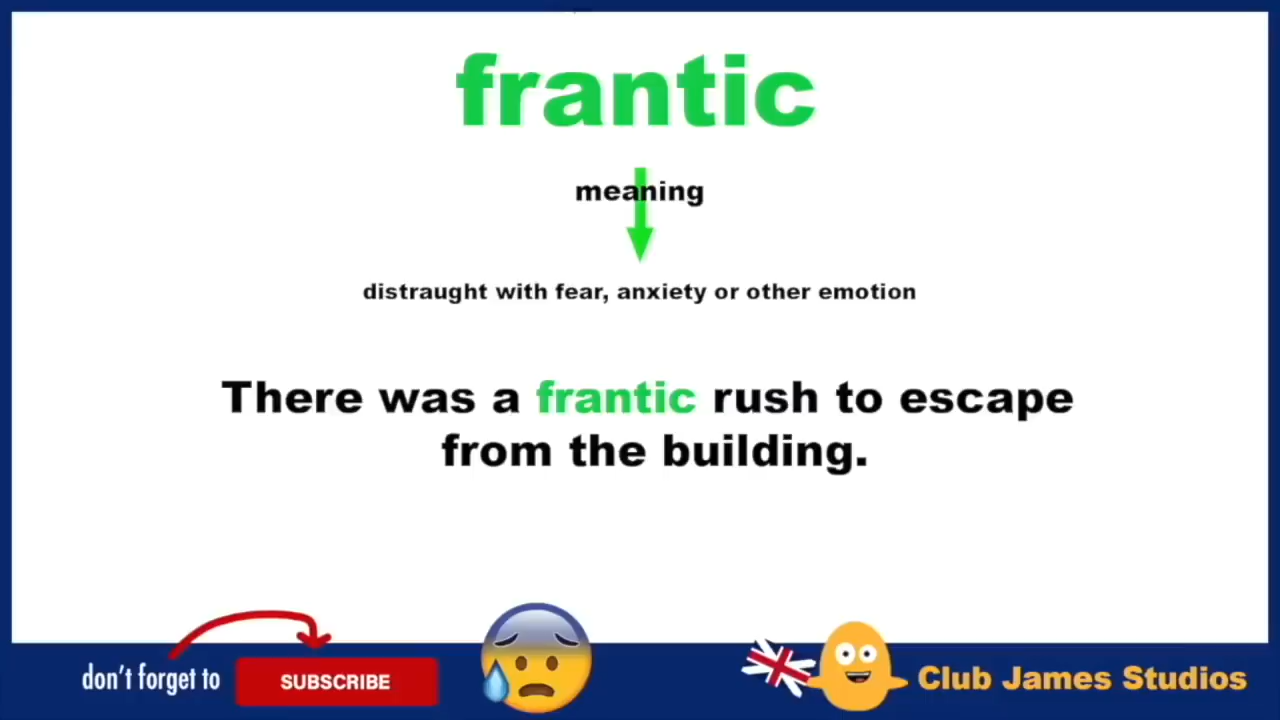 frantic
meaning
distraught with fear, anxiety or other emotion
There was a frantic rush to escape
from the building.
don't forget to
SUBSCRIBE
Club James Studios